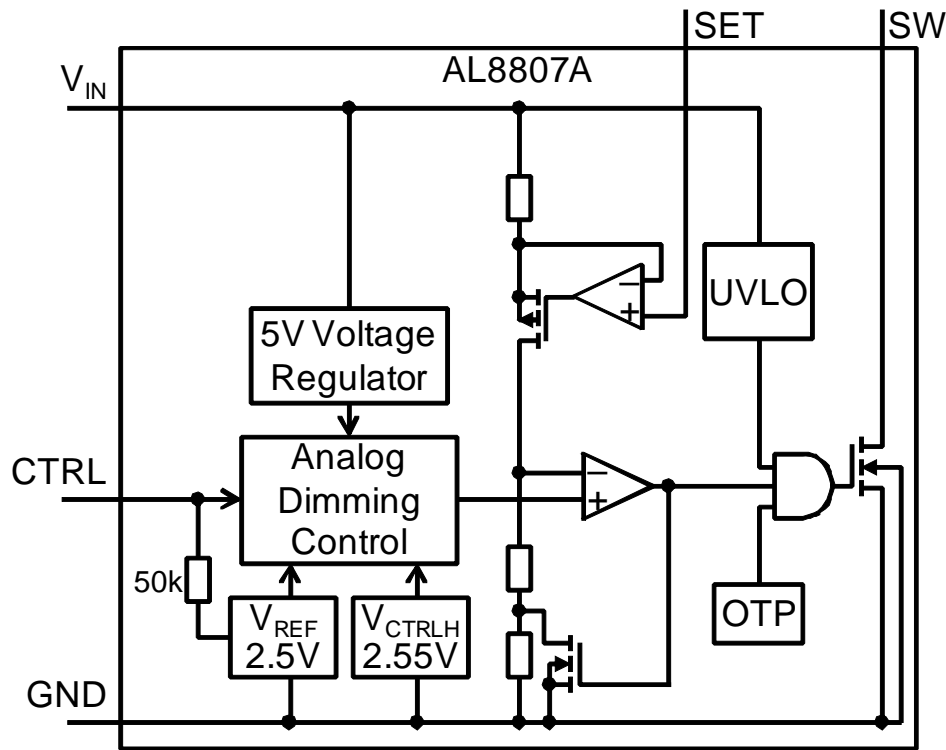 SET
SW
AL8807A
VIN
5V Voltage
Regulator
UVLO
−
+
CTRL
Analog
Dimming
Control
−
+
50k
VREF
2.5V
VCTRLH
2.55V
OTP
GND